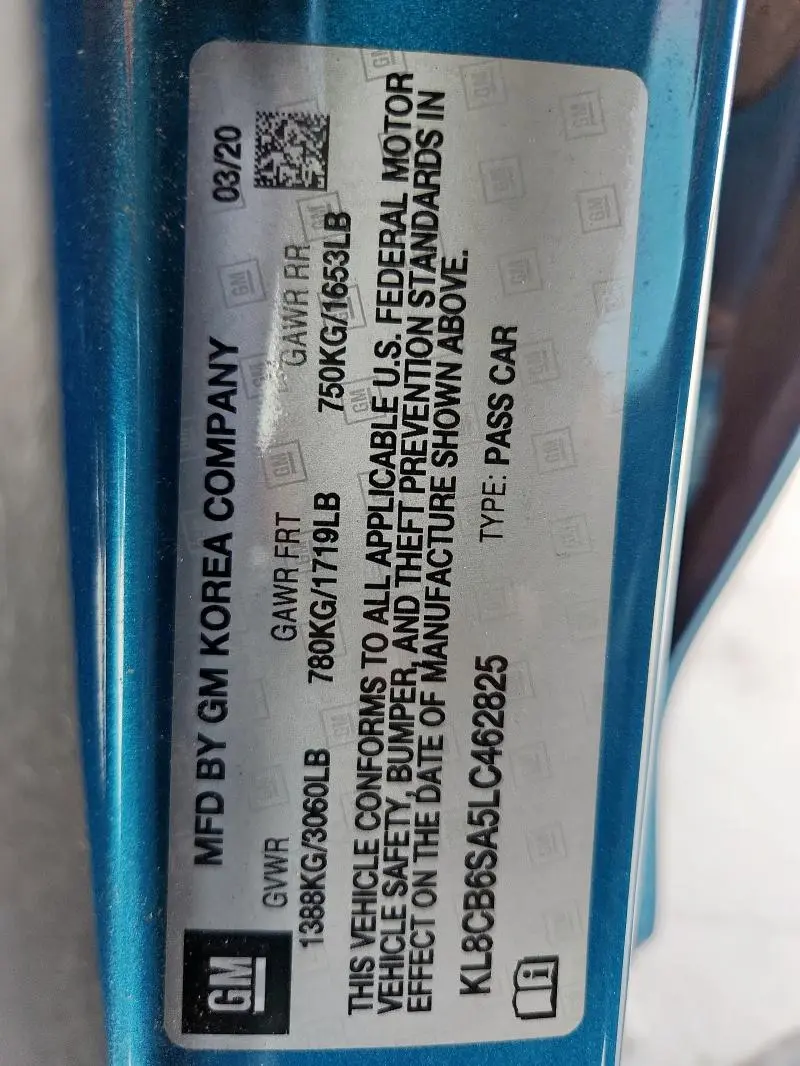 GM
MFD BY GM KOREA COMPANY 03/20
GVWR GAWR FRT GAWR RR
1388KG/3060LB 780KG/1719LB 750KG/1653LB
THIS VEHICLE CONFORMS TO ALL APPLICABLE U.S. FEDERAL MOTOR
VEHICLE SAFETY, BUMPER, AND THEFT PREVENTION STANDARDS IN
EFFECT ON THE DATE OF MANUFACTURE SHOWN ABOVE.
KL8CB6SA5LC462825 TYPE: PASS CAR